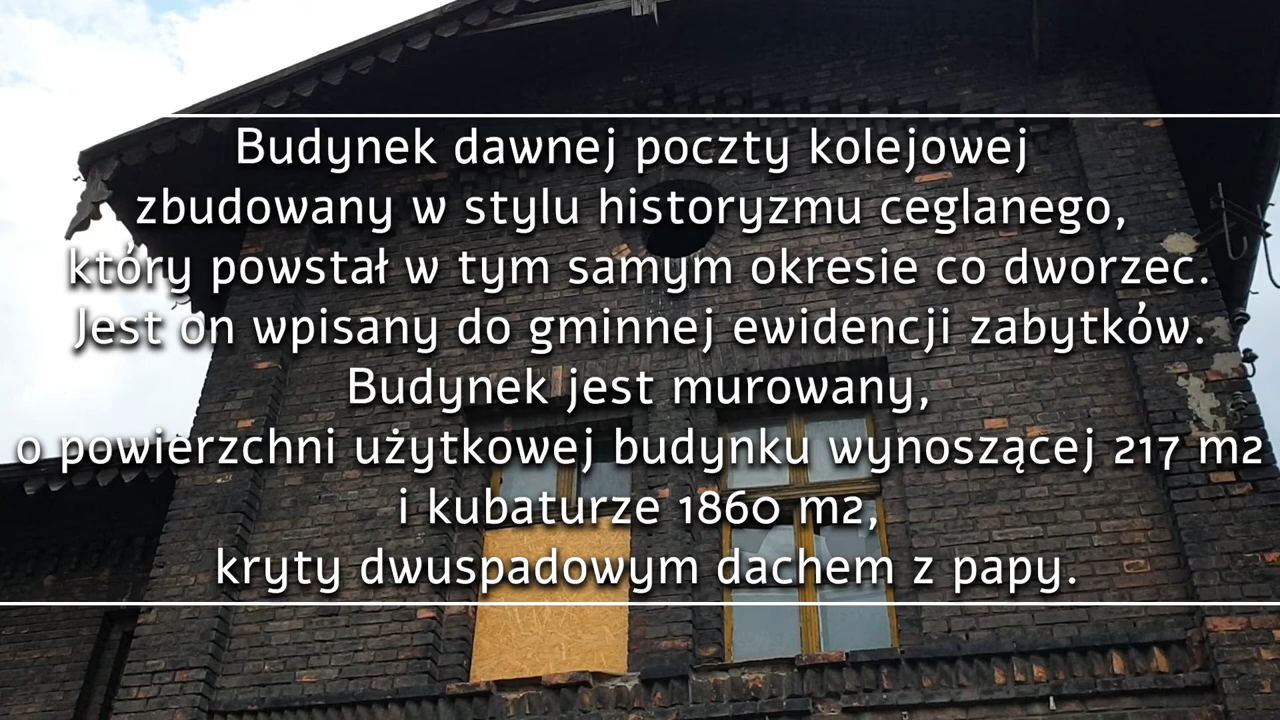 Budynek dawnej poczty kolejowej
zbudowany w stylu historyzmu ceglanego,
który powstał w tym samym okresie co dworzec.
Jest on wpisany do gminnej ewidencji zabytków.
Budynek jest murowany,
o powierzchni użytkowej budynku wynoszącej 217 m2
i kubaturze 1860 m2,
kryty dwuspadowym dachem z papy.